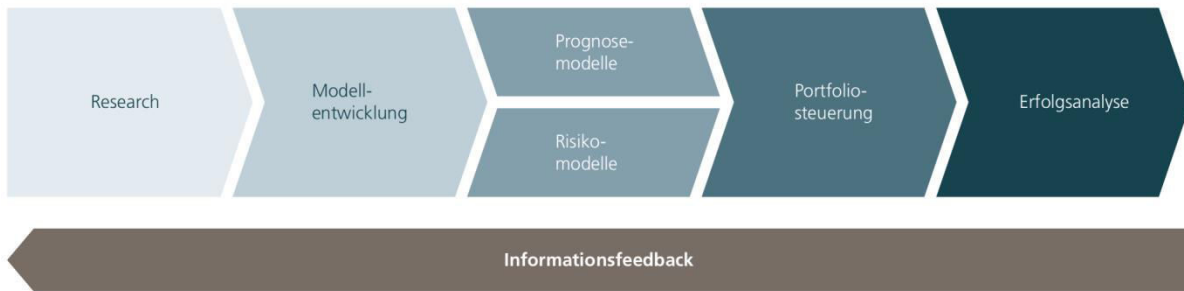 Research
Modell-
entwicklung
Prognose-
modelle
Risiko-
modelle
Portfolio-
steuerung
Erfolgsanalyse
Informationsfeedback